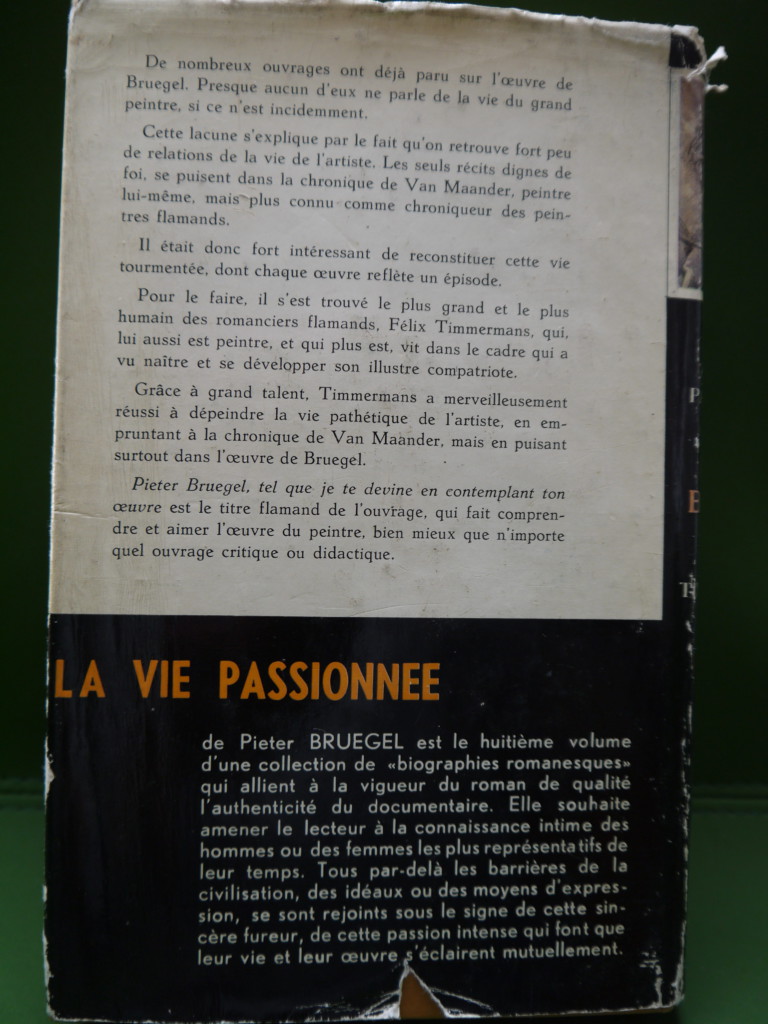 De nombreux ouvrages ont déjà paru sur l'œuvre de
Bruegel. Presque aucun d'eux ne parle de la vie du grand
peintre, si ce n'est incidemment.
Cette lacune s'explique par le fait qu'on retrouve fort peu
de relations de la vie de l'artiste. Les seuls récits dignes de
foi, se puisent dans la chronique de Van Maander, peintre
lui-même, mais plus connu comme chroniqueur des pein-
tres flamands.
Il était donc fort intéressant de reconstituer cette vie
tourmentée, dont chaque œuvre reflète un épisode.
Pour le faire, il s'est trouvé le plus grand et le plus
humain des romanciers flamands, Félix Timmermans, qui,
lui aussi est peintre, et qui plus est, vit dans le cadre qui a
vu naître et se développer son illustre compatriote.
Grâce à grand talent, Timmermans a merveilleusement
réussi à dépeindre la vie pathétique de l'artiste, en em-
pruntant à la chronique de Van Maander, mais en puisant
surtout dans l'œuvre de Bruegel.
Pieter Bruegel, tel que je te devine en contemplant ton
œuvre est le titre flamand de l'ouvrage, qui fait compren-
dre et aimer l'œuvre du peintre, bien mieux que n'importe
quel ouvrage critique ou didactique.
LA VIE PASSIONNEE
de Pieter BRUEGEL est le huitième volume
d'une collection de «biographies romanesques»
qui allient à la vigueur du roman de qualité
l'authenticité du documentaire. Elle souhaite
amener le lecteur à la connaissance intime des
hommes ou des femmes les plus représentatifs de
leur temps. Tous par-delà les barrières de la
civilisation, des idéaux ou des moyens d'expres-
sion, se sont rejoints sous le signe de cette sin-
cère fureur, de cette passion intense qui font que
leur vie et leur œuvre s'éclairent mutuellement.